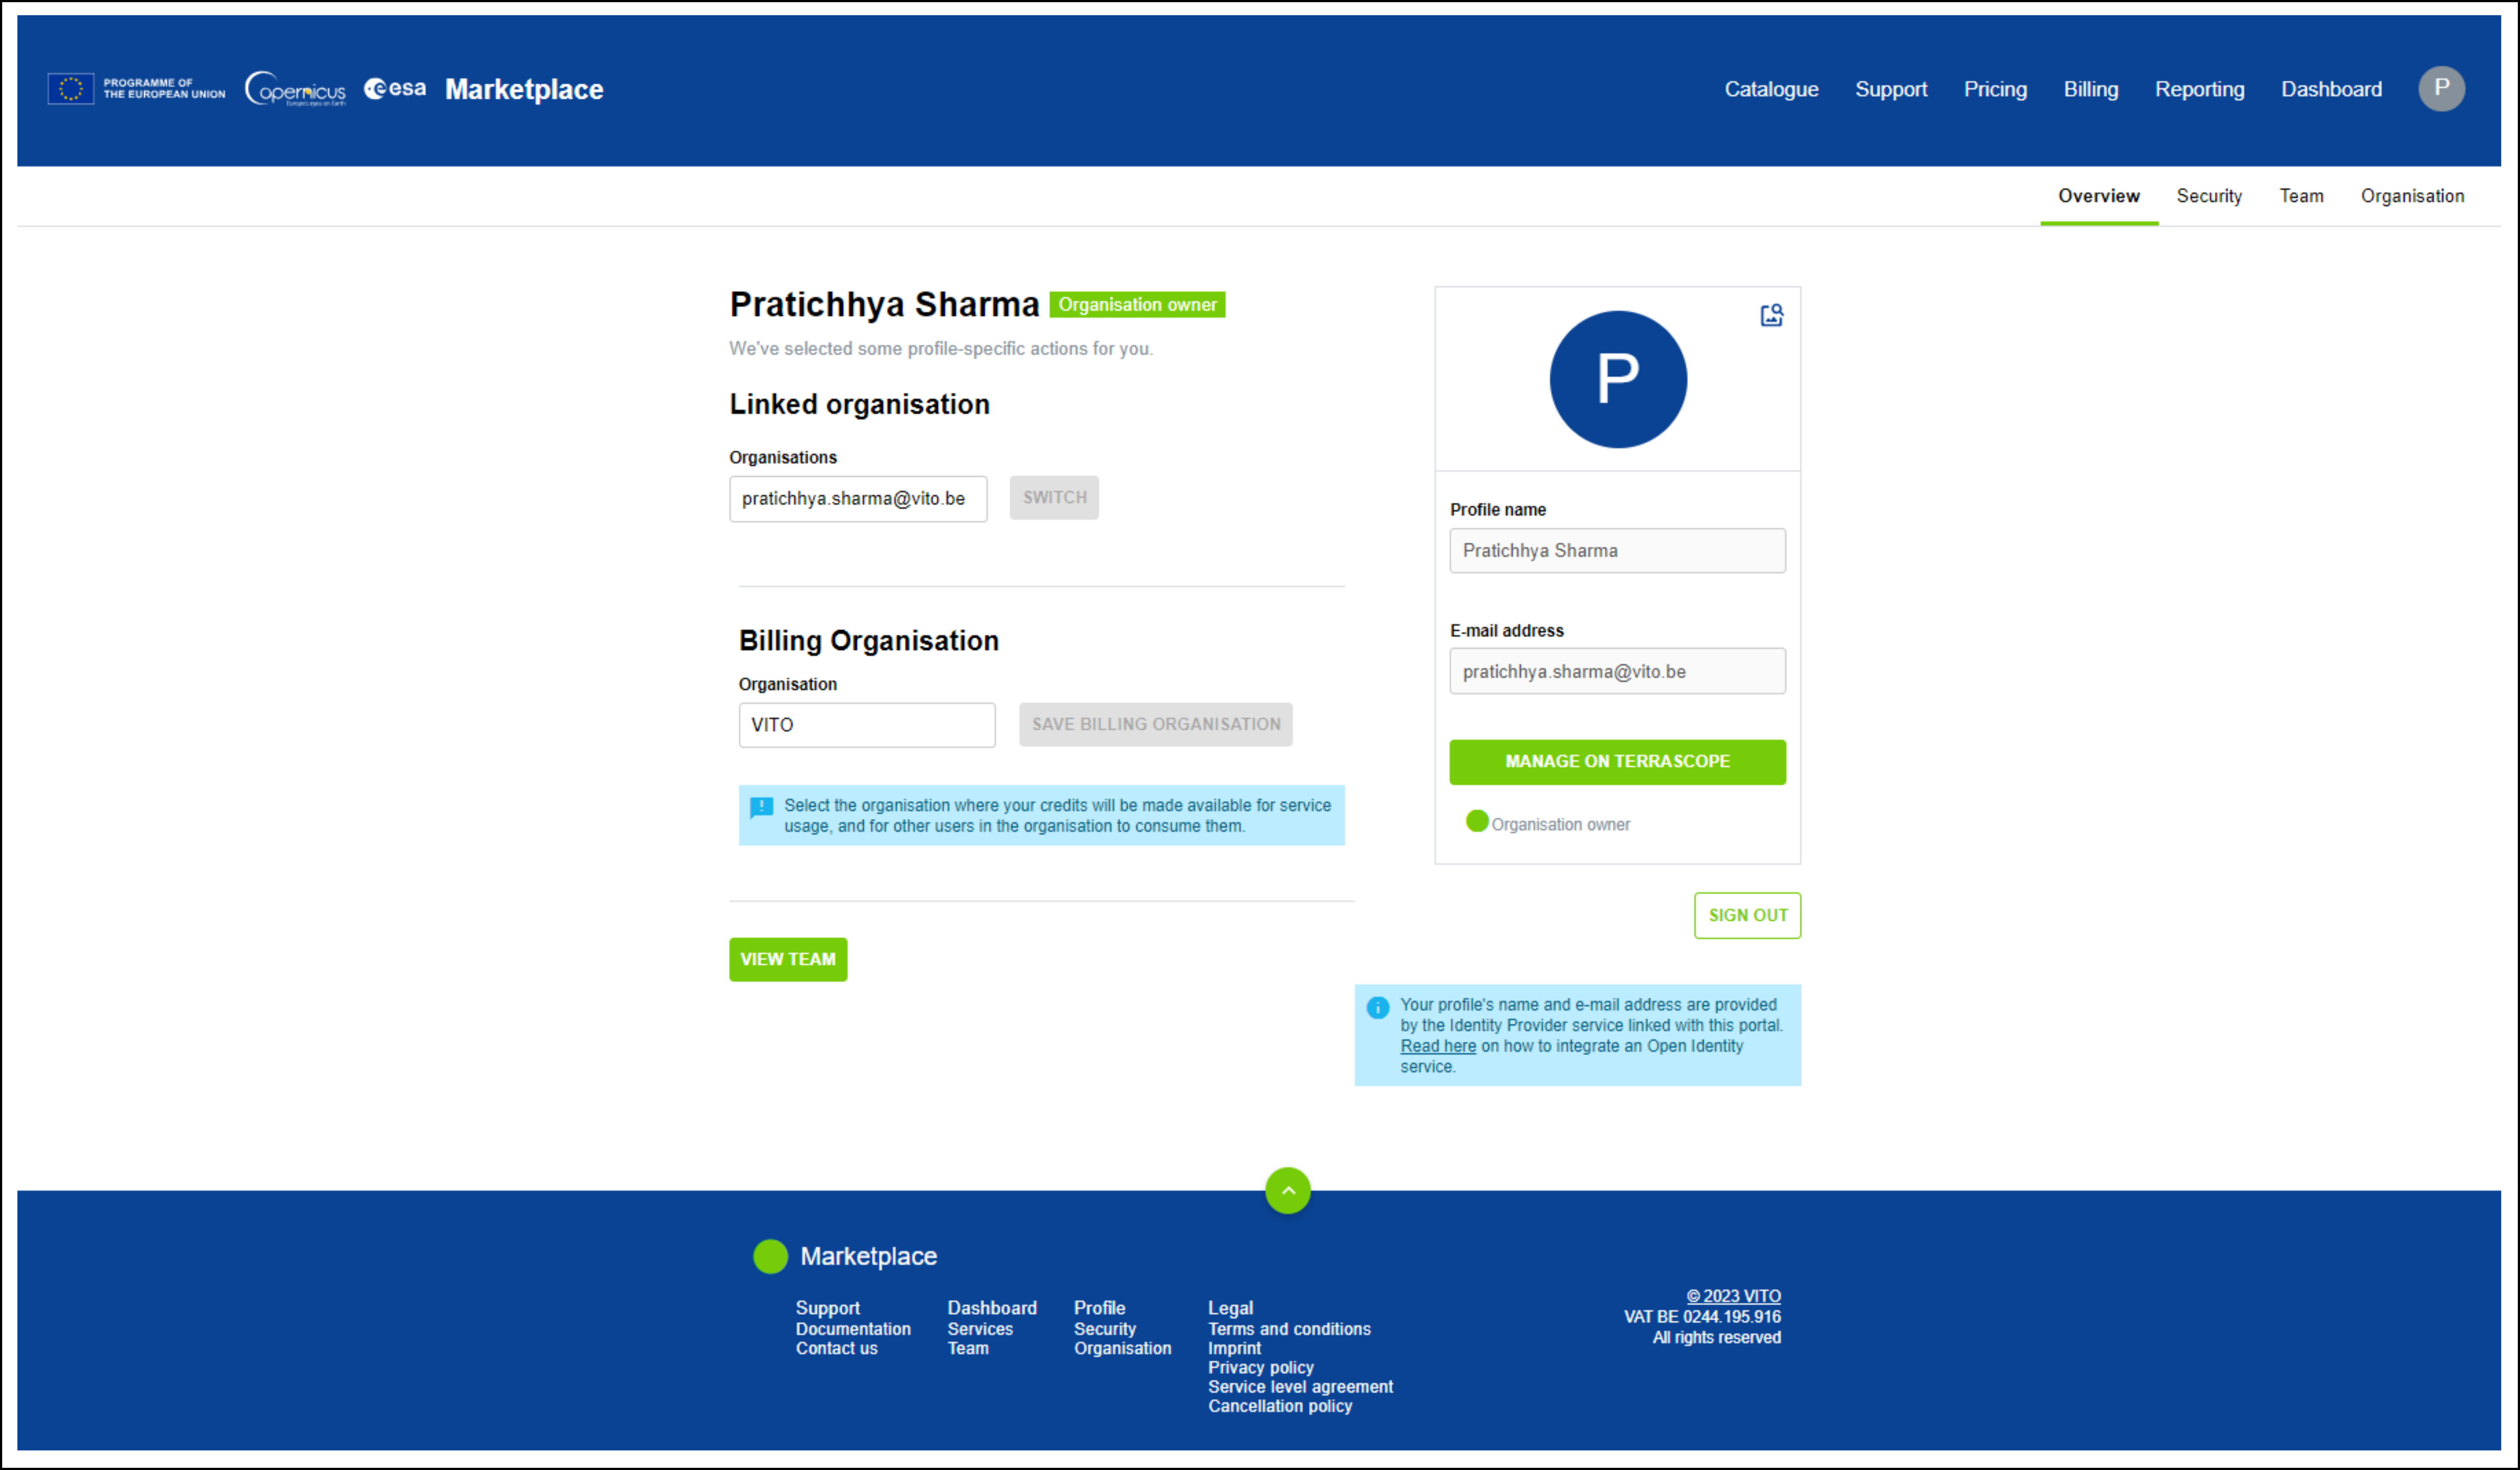 PROGRAMME OF
THE EUROPEAN UNION
Copernicus
Europe's eyes on Earth
esa
Marketplace
Catalogue
Support
Pricing
Billing
Reporting
Dashboard
P
Overview
Security
Team
Organisation
Pratichhya Sharma
Organisation owner
We've selected some profile-specific actions for you.
Linked organisation
Organisations
pratichhya.sharma@vito.be
SWITCH
Billing Organisation
Organisation
VITO
SAVE BILLING ORGANISATION
Select the organisation where your credits will be made available for service
usage, and for other users in the organisation to consume them.
VIEW TEAM
P
Profile name
Pratichhya Sharma
E-mail address
pratichhya.sharma@vito.be
MANAGE ON TERRASCOPE
Organisation owner
SIGN OUT
Your profile's name and e-mail address are provided
by the Identity Provider service linked with this portal.
Read here on how to integrate an Open Identity
service.
Marketplace
Support
Documentation
Contact us
Dashboard
Services
Team
Profile
Security
Organisation
Legal
Terms and conditions
Imprint
Privacy policy
Service level agreement
Cancellation policy
© 2023 VITO
VAT BE 0244.195.916
All rights reserved